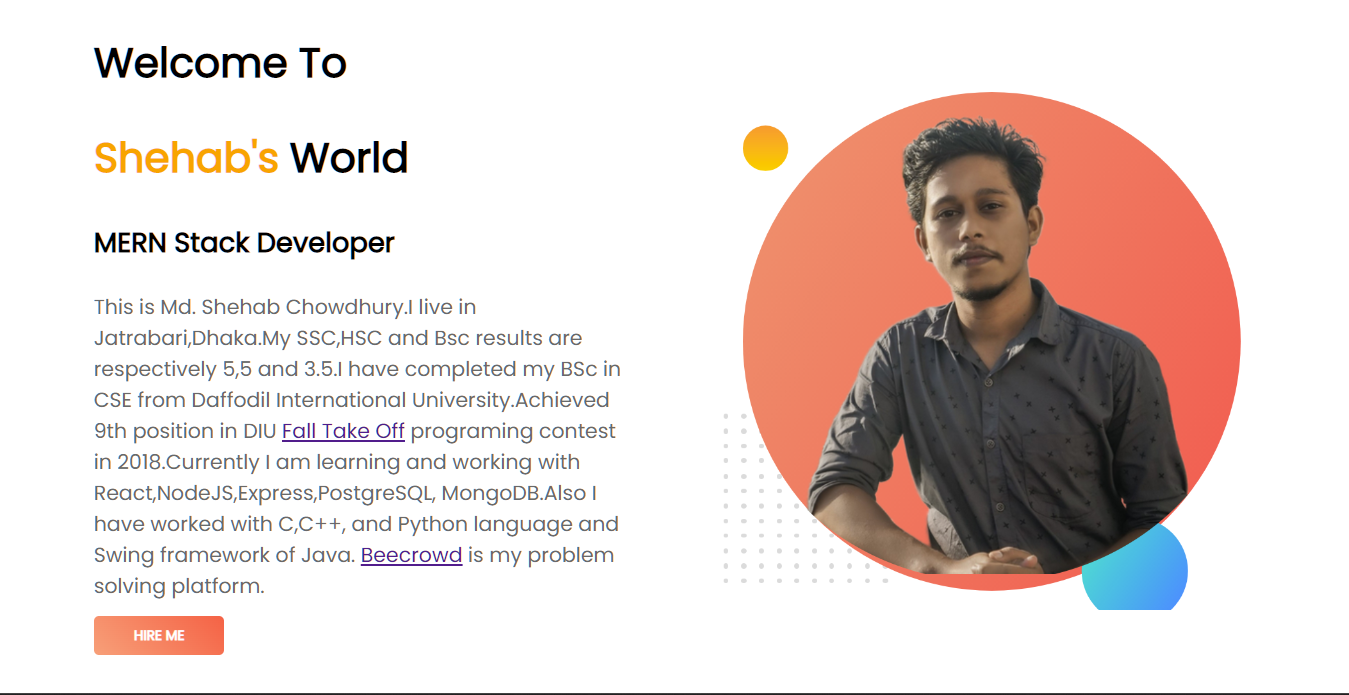 Welcome To
Shehab's World
MERN Stack Developer
This is Md. Shehab Chowdhury.I live in
Jatrabari,Dhaka.My SSC,HSC and Bsc results are
respectively 5,5 and 3.5.I have completed my BSc in
CSE from Daffodil International University.Achieved
9th position in DIU Fall Take Off programing contest
in 2018.Currently I am learning and working with
React,NodeJS,Express,PostgreSQL, MongoDB.Also I
have worked with C,C++, and Python language and
Swing framework of Java. Beecrowd is my problem
solving platform.
HIRE ME